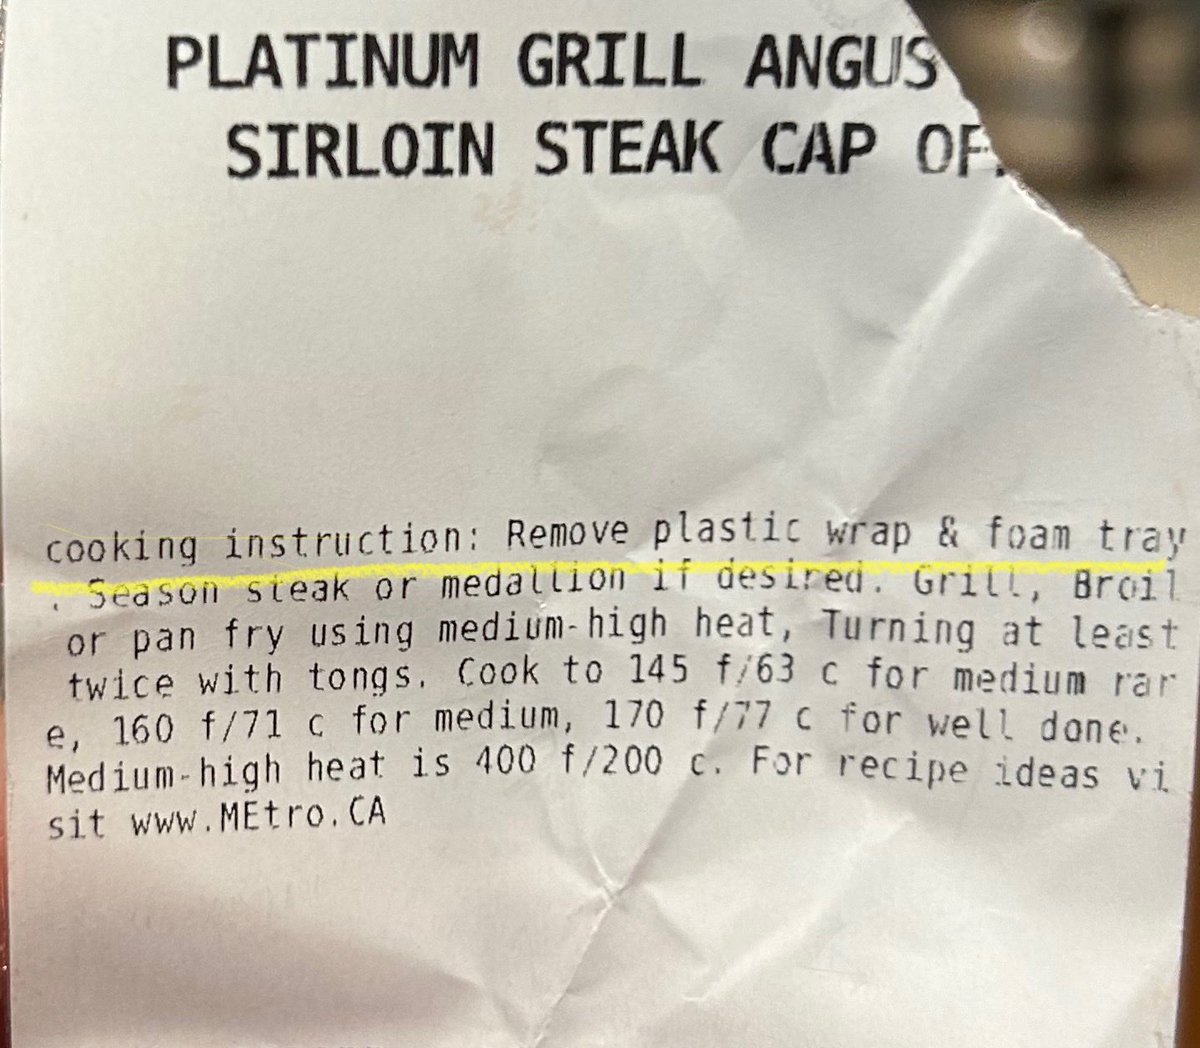 PLATINUM GRILL ANGUS
SIRLOIN STEAK CAP OF
cooking instruction: Remove plastic wrap & foam tray
. Season steak or medallion if desired. Grill, Broil
or pan fry using medium-high heat, Turning at least
twice with tongs. Cook to 145 f/63 c for medium rar
e, 160 f/71 c for medium, 170 f/77 c for well done.
Medium-high heat is 400 f/200 c. For recipe ideas vi
sit www.MEtro.CA